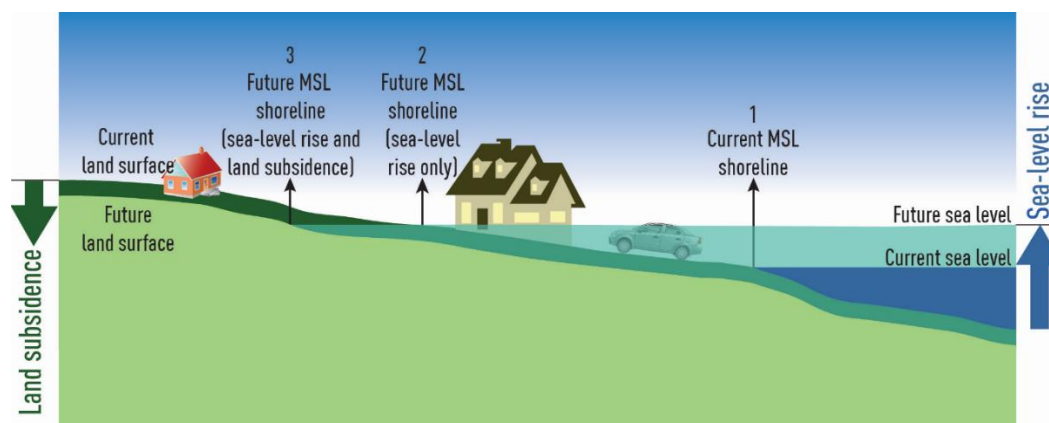 3
Future MSL
shoreline
(sea-level rise and
land subsidence)
2
Future MSL
shoreline
(sea-level
rise only)
1
Current MSL
shoreline
Current
land surface
Future
land surface
Future sea level
Current sea level
Land subsidence
Sea-level rise